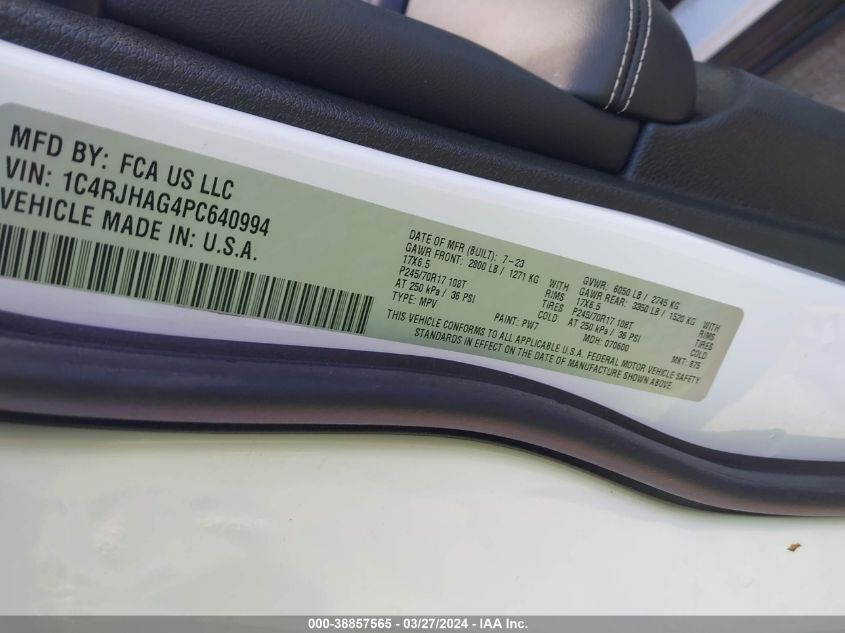 MFD BY: FCA US LLC
VIN: 1C4RJHAG4PC640994
VEHICLE MADE IN: U.S.A.
DATE OF MFR (BUILT): 7-23
GAWR FRONT: 2800 LB / 1271 KG WITH
17X6.5 RIMS
P245/70R17 108T TIRES
AT 250 kPa / 36 PSI COLD
TYPE: MPV PAINT: PW7
GVWR: 6050 LB / 2745 KG
GAWR REAR: 3350 LB / 1520 KG WITH
17X6.5 RIMS
P245/70R17 108T TIRES
AT 250 kPa / 36 PSI COLD
MDH: 070600 MKT: 875
THIS VEHICLE CONFORMS TO ALL APPLICABLE U.S.A. FEDERAL MOTOR VEHICLE SAFETY
STANDARDS IN EFFECT ON THE DATE OF MANUFACTURE SHOWN ABOVE
000-38857565 - 03/27/2024 - IAA Inc.